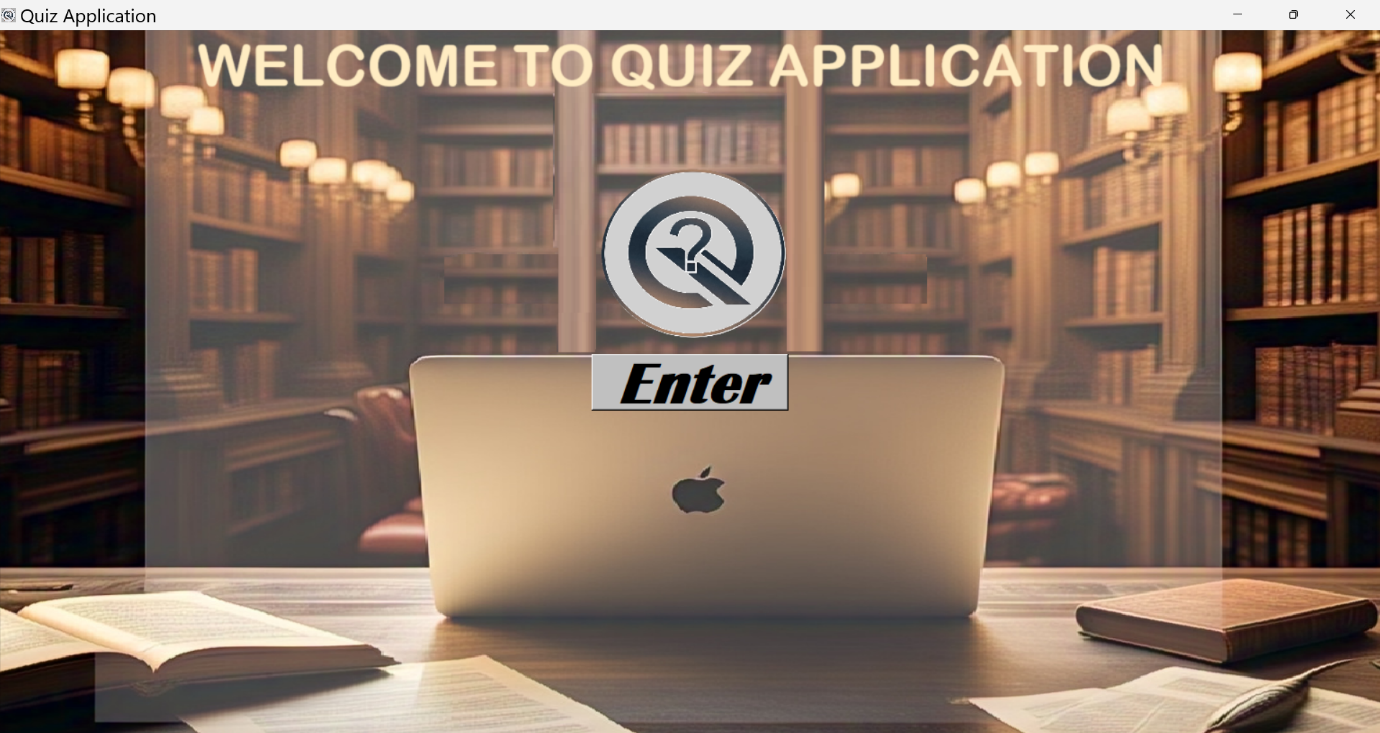 Quiz Application
WELCOME TO QUIZ APPLICATION
?
Enter